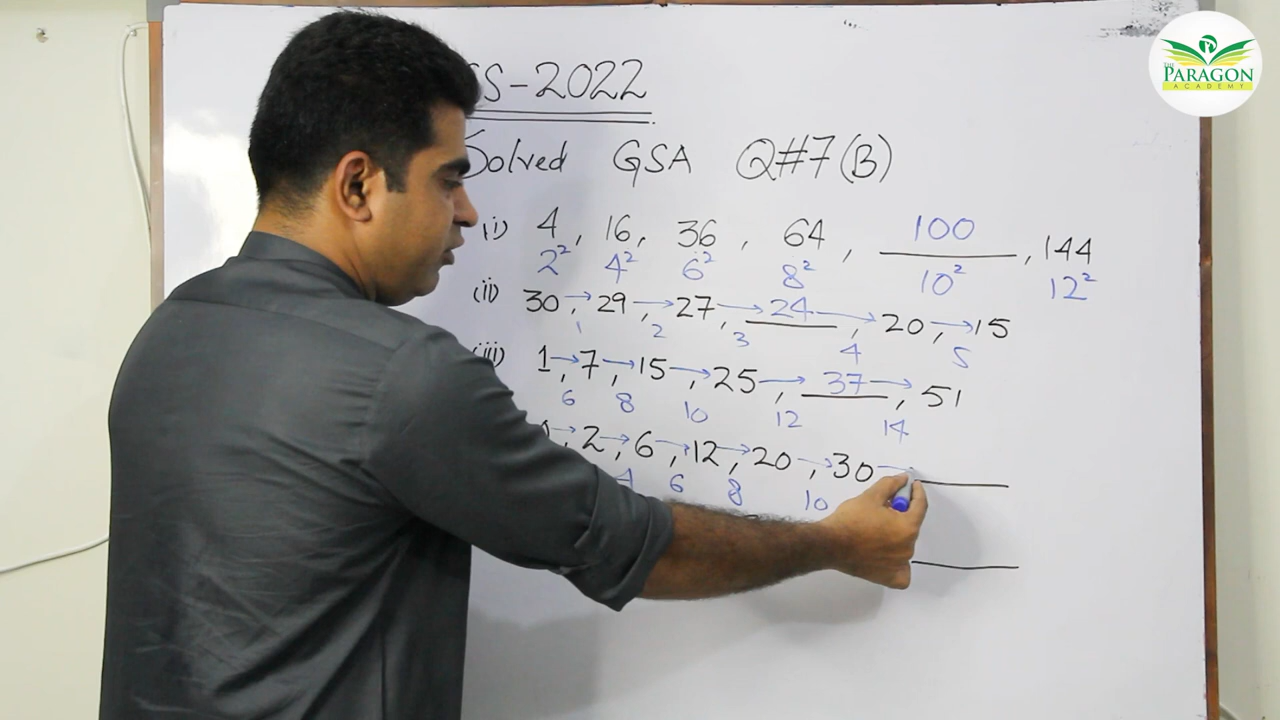 SS-2022
Solved GSA Q#7(B)
(i) 4, 16, 36, 64, 100, 144
2² 4² 6² 8² 10² 12²
(ii) 30, 29, 27, 24, 20, 15
1 2 3 4 5
(iii) 1, 7, 15, 25, 37, 51
6 8 10 12 14
2, 6, 12, 20, 30
4 6 8 10
THE
PARAGON
ACADEMY